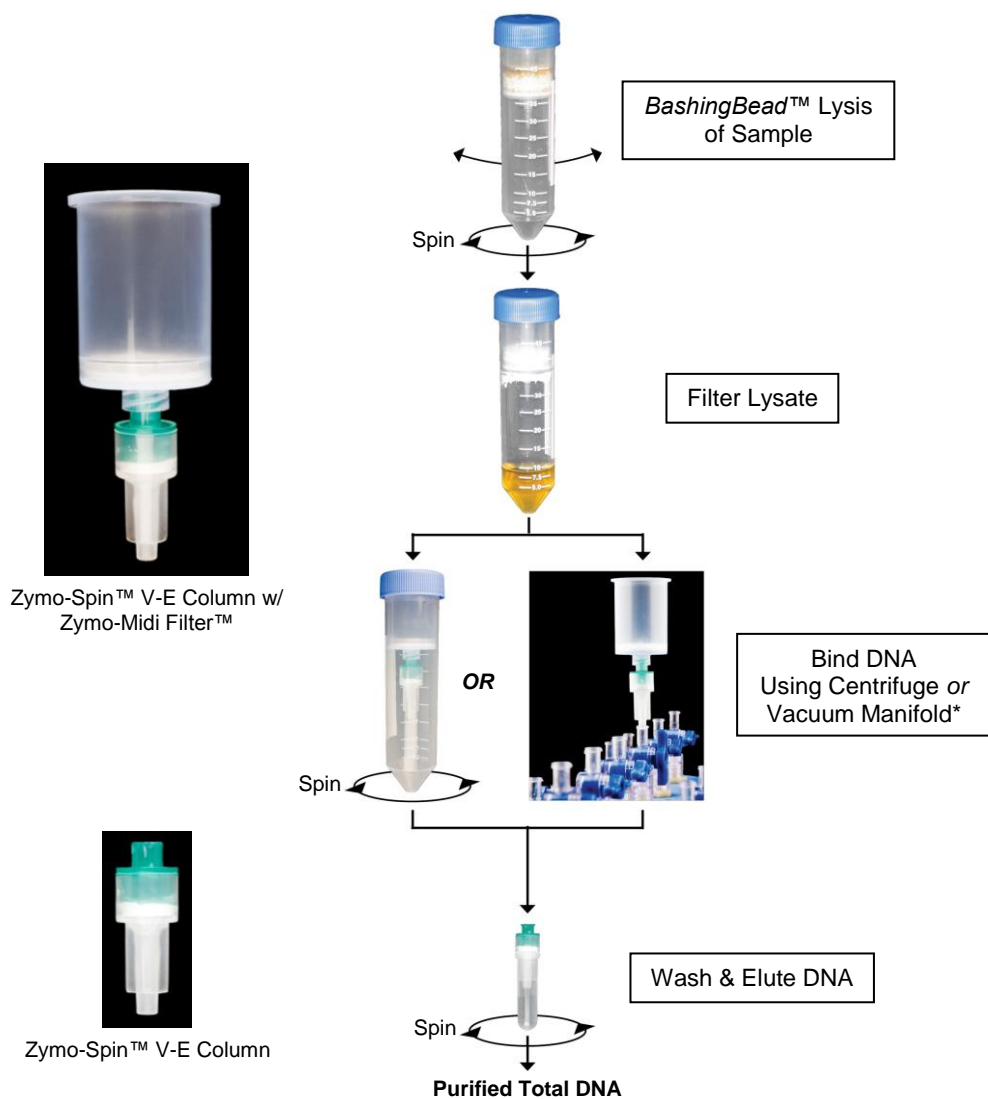 BashingBead™ Lysis
of Sample
Spin
Filter Lysate
Zymo-Spin™ V-E Column w/
Zymo-Midi Filter™
OR
Bind DNA
Using Centrifuge or
Vacuum Manifold*
Spin
Wash & Elute DNA
Spin
Zymo-Spin™ V-E Column
Purified Total DNA